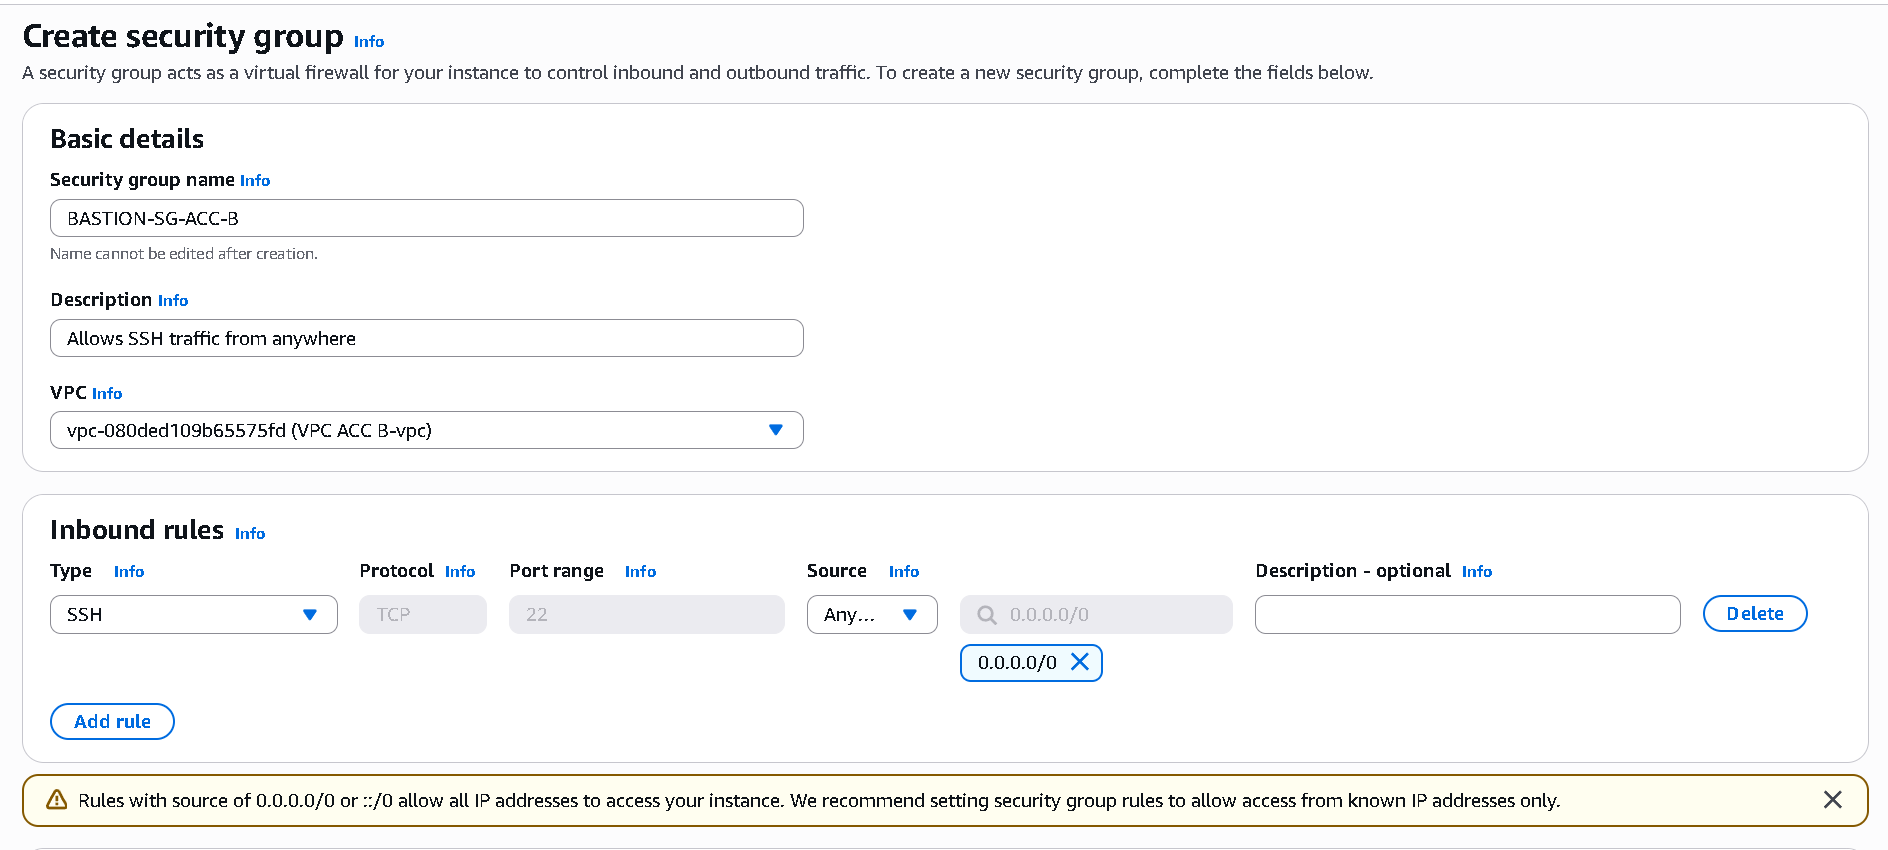 Create security group Info
A security group acts as a virtual firewall for your instance to control inbound and outbound traffic. To create a new security group, complete the fields below.
Basic details
Security group name Info
BASTION-SG-ACC-B
Name cannot be edited after creation.
Description Info
Allows SSH traffic from anywhere
VPC Info
vpc-080ded109b65575fd (VPC ACC B-vpc)
Inbound rules Info
Type Info Protocol Info Port range Info Source Info Description - optional Info
SSH TCP 22 Any... 0.0.0.0/0 Delete
0.0.0.0/0
Add rule
Rules with source of 0.0.0.0/0 or ::/0 allow all IP addresses to access your instance. We recommend setting security group rules to allow access from known IP addresses only.